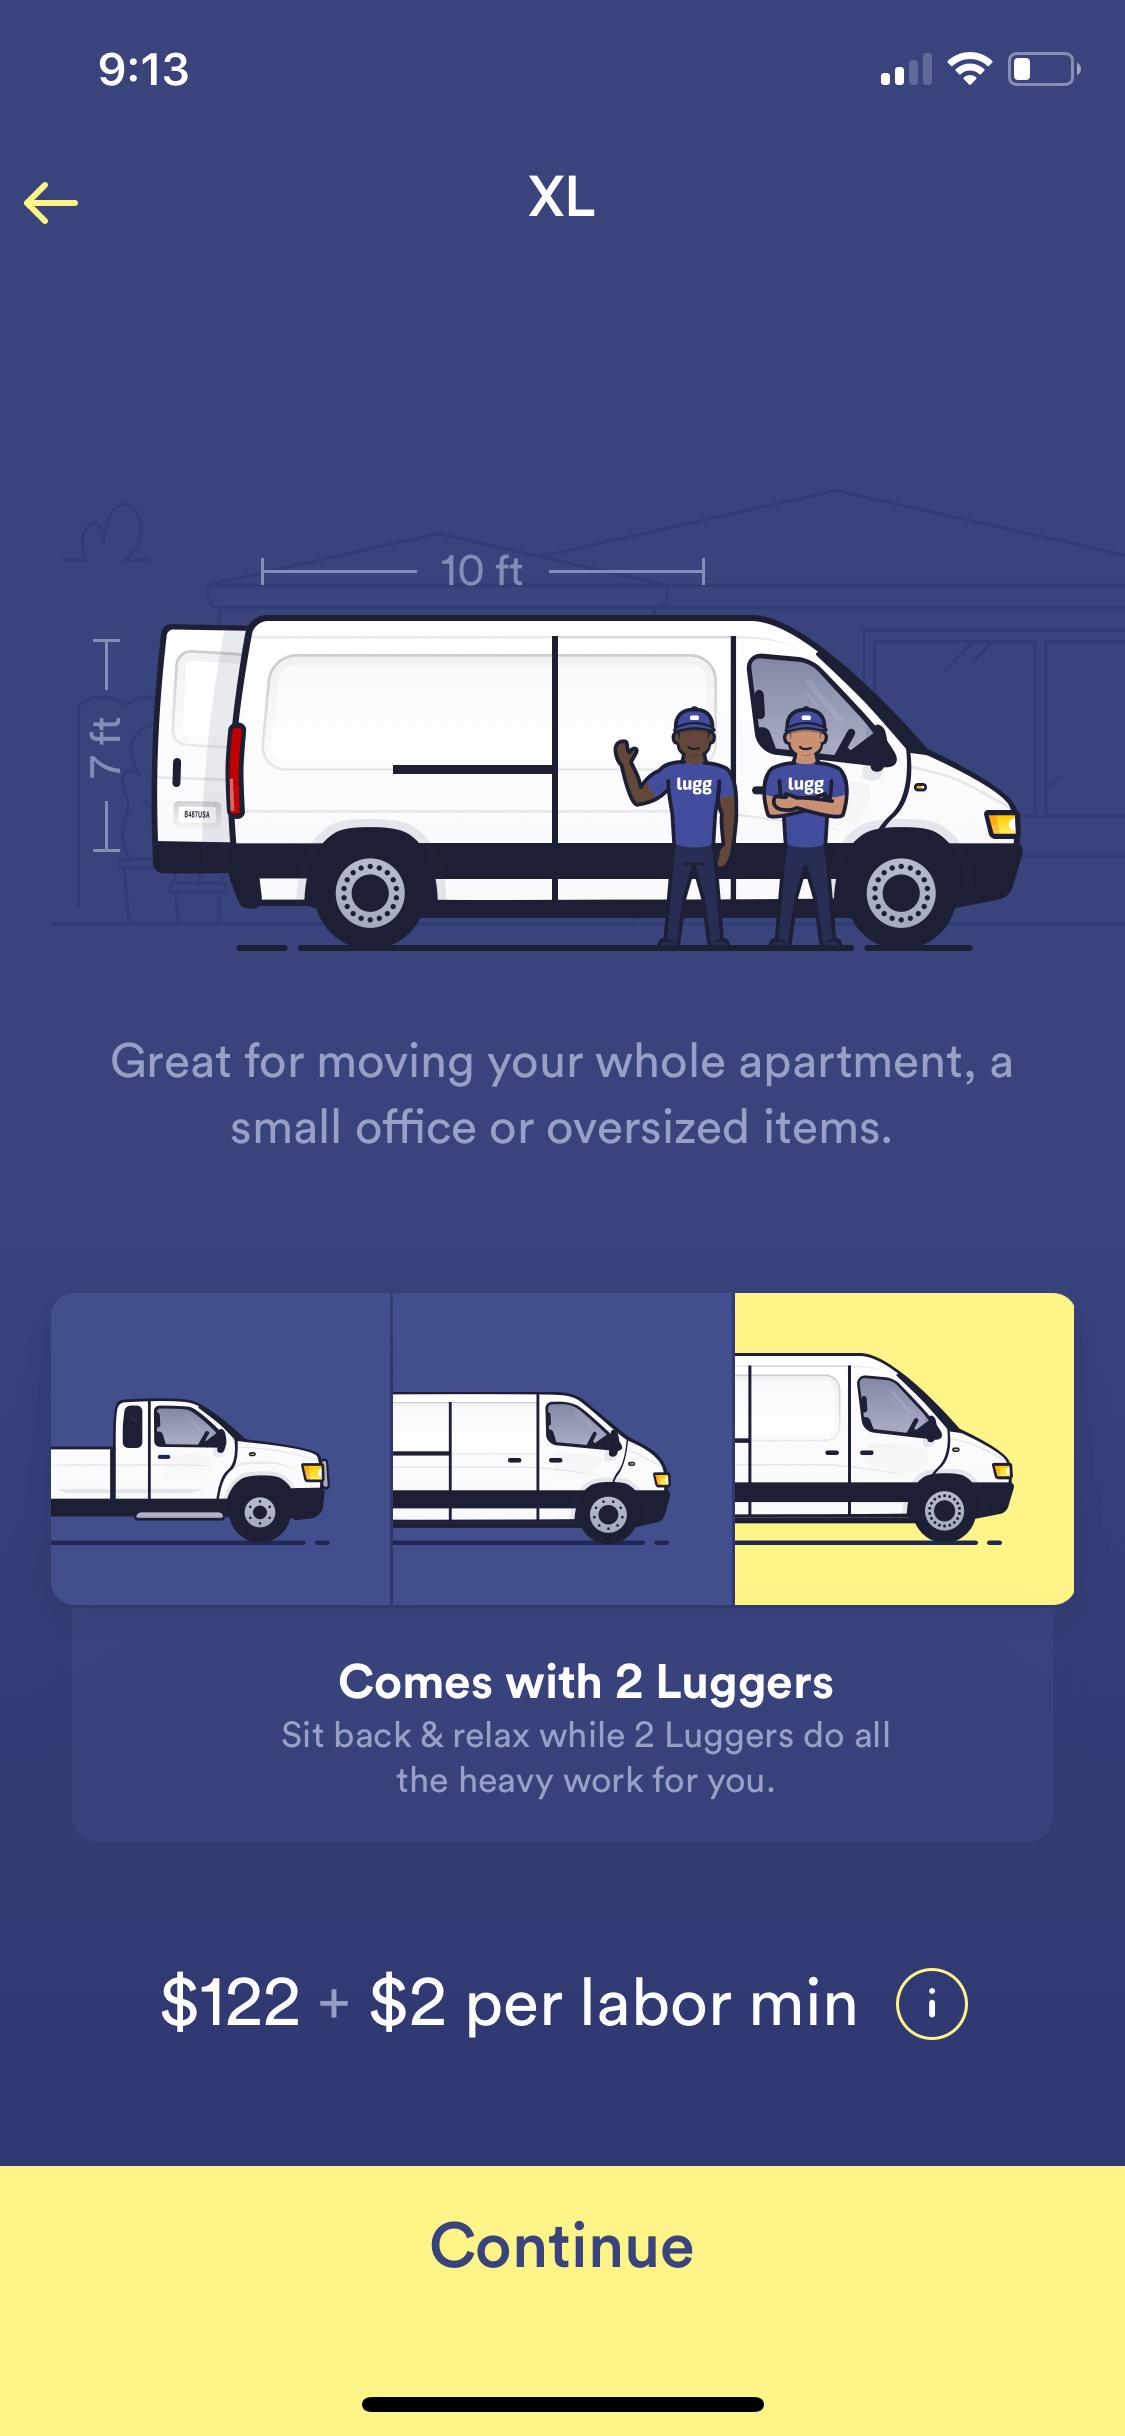 9:13
XL
10 ft
7 ft
B487USA
lugg
lugg
Great for moving your whole apartment, a
small office or oversized items.
Comes with 2 Luggers
Sit back & relax while 2 Luggers do all
the heavy work for you.
$122 + $2 per labor min i
Continue